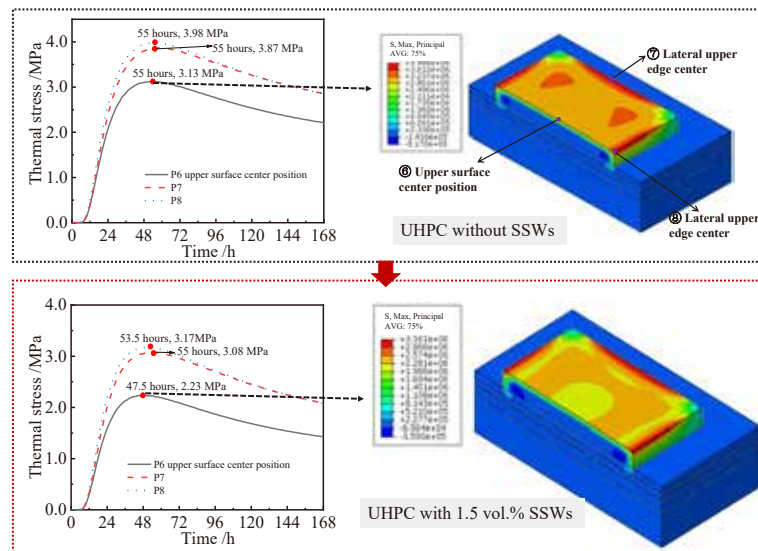 55 hours, 3.98 MPa
55 hours, 3.87 MPa
55 hours, 3.13 MPa
4.0
3.0
2.0
1.0
0.0
Thermal stress /MPa
P6 upper surface center position
P7
P8
0 24 48 72 96 120 144 168
Time /h
S, Max, Principal
AVG: 75%
⑦ Lateral upper
edge center
⑥ Upper surface
center position
⑧ Lateral upper
edge center
UHPC without SSWs
4.0
3.0
2.0
1.0
0.0
Thermal stress /MPa
53.5 hours, 3.17MPa
55 hours, 3.08 MPa
47.5 hours, 2.23 MPa
P6 upper surface center position
P7
P8
0 24 48 72 96 120 144 168
Time /h
S, Max, Principal
AVG: 75%
UHPC with 1.5 vol.% SSWs